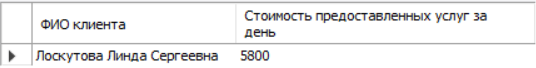 ФИО клиента
Стоимость предоставленных услуг за
день
Лоскутова Линда Сергеевна 5800